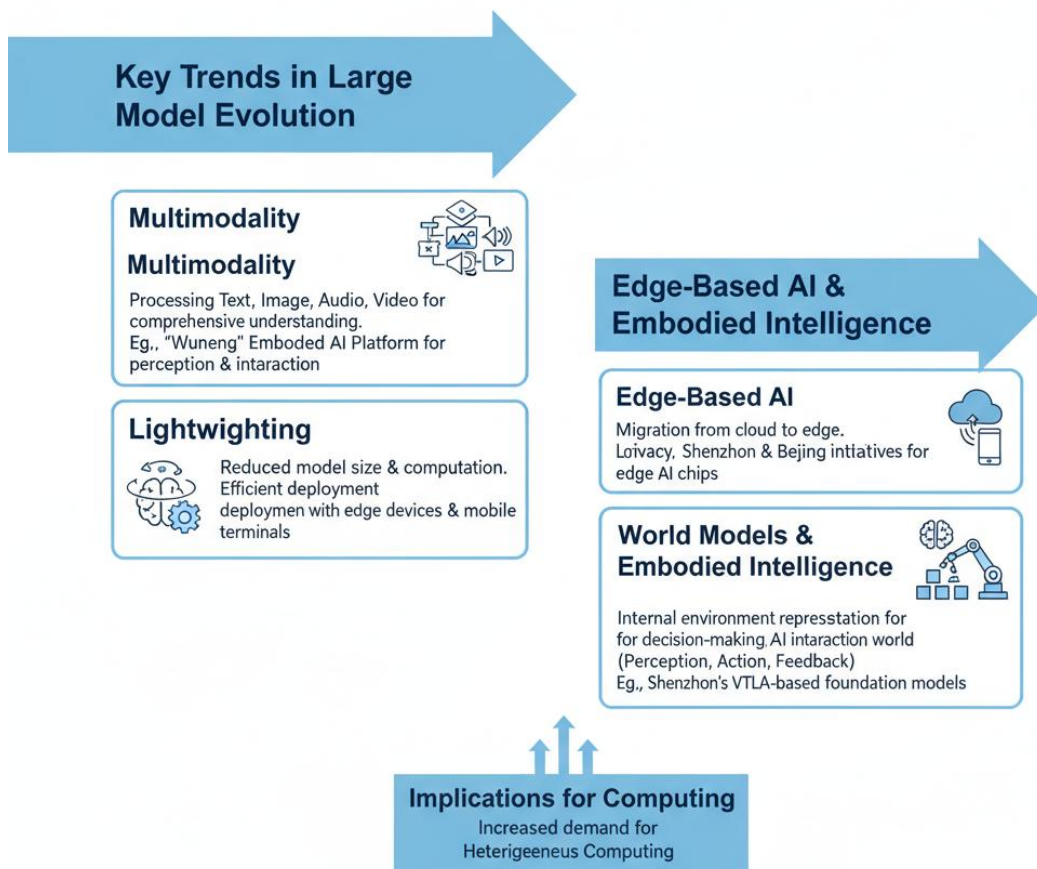 Key Trends in Large
Model Evolution
Multimodality
Multimodality
Processing Text, Image, Audio, Video for
comprehensive understanding.
Eg,, "Wuneng" Emboded AI Platform for
perception & intaraction
Lightwighting
Reduced model size & computation.
Efficient deployment
deploymen with edge devices & mobile
terminals
Edge-Based AI &
Embodied Intelligence
Edge-Based AI
Migration from cloud to edge.
Loivacy, Shenzhon & Bejing intiatives for
edge AI chips
World Models &
Embodied Intelligence
Internal environment represstation for
for decision-making, AI intaraction world
(Perception, Action, Feedback)
Eg,, Shenzhon's VTLA-based foundation models
Implications for Computing
Increased demand for
Heterigeeneus Computing